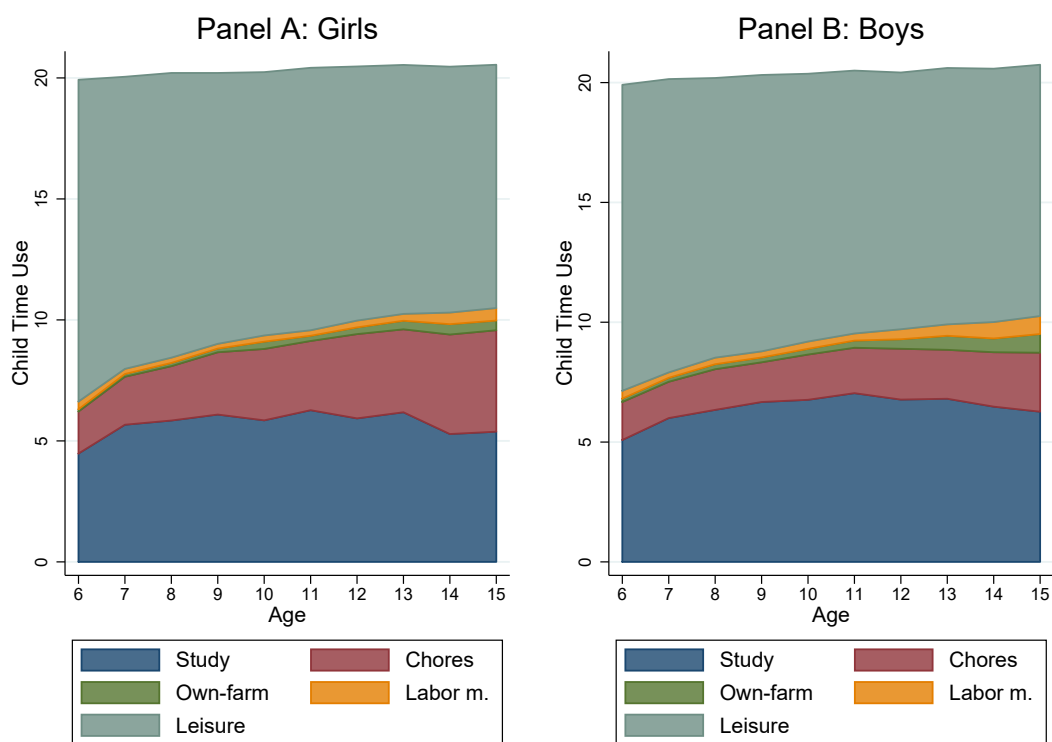 Panel A: Girls
Child Time Use
20
15
10
5
0
6 7 8 9 10 11 12 13 14 15
Age
Study Chores
Own-farm Labor m.
Leisure
Panel B: Boys
Child Time Use
20
15
10
5
0
6 7 8 9 10 11 12 13 14 15
Age
Study Chores
Own-farm Labor m.
Leisure